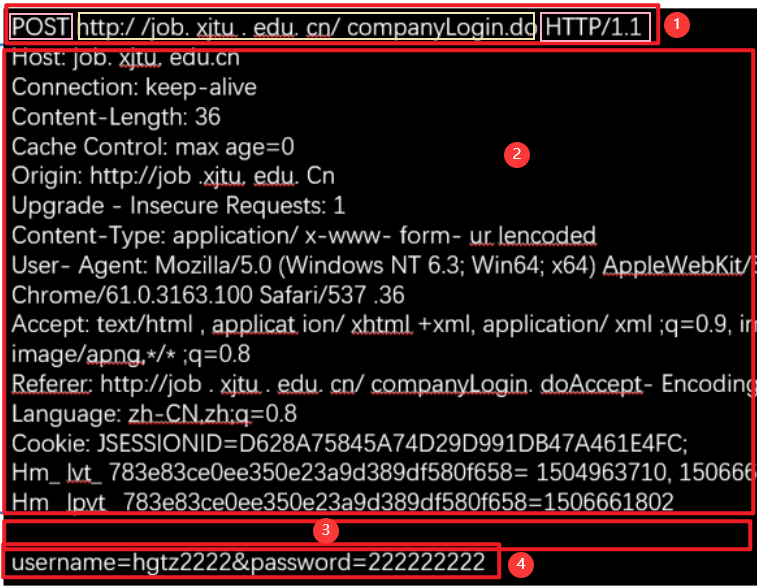 POST http:/ /job. xjtu . edu. cn/ companyLogin.do HTTP/1.1 1
Host: job. xjtu. edu.cn
Connection: keep-alive
Content-Length: 36
Cache Control: max age=0
2
Origin: http://job .xjtu. edu. Cn
Upgrade - Insecure Requests: 1
Content-Type: application/ x-www- form- ur lencoded
User- Agent: Mozilla/5.0 (Windows NT 6.3; Win64; x64) AppleWebKit/
Chrome/61.0.3163.100 Safari/537 .36
Accept: text/html , applicat ion/ xhtml +xml, application/ xml ;q=0.9,
image/apng,*/* ;q=0.8
Referer: http://job . xjtu . edu. cn/ companyLogin. doAccept- Encoding
Language: zh-CN,zh;q=0.8
Cookie: JSESSIONID=D628A75845A74D29D991DB47A461E4FC;
Hm_ lvt_ 783e83ce0ee350e23a9d389df580f658= 1504963710, 150666
Hm_ lpvt_ 783e83ce0ee350e23a9d389df580f658=1506661802
3
username=hgtz2222&password=222222222 4